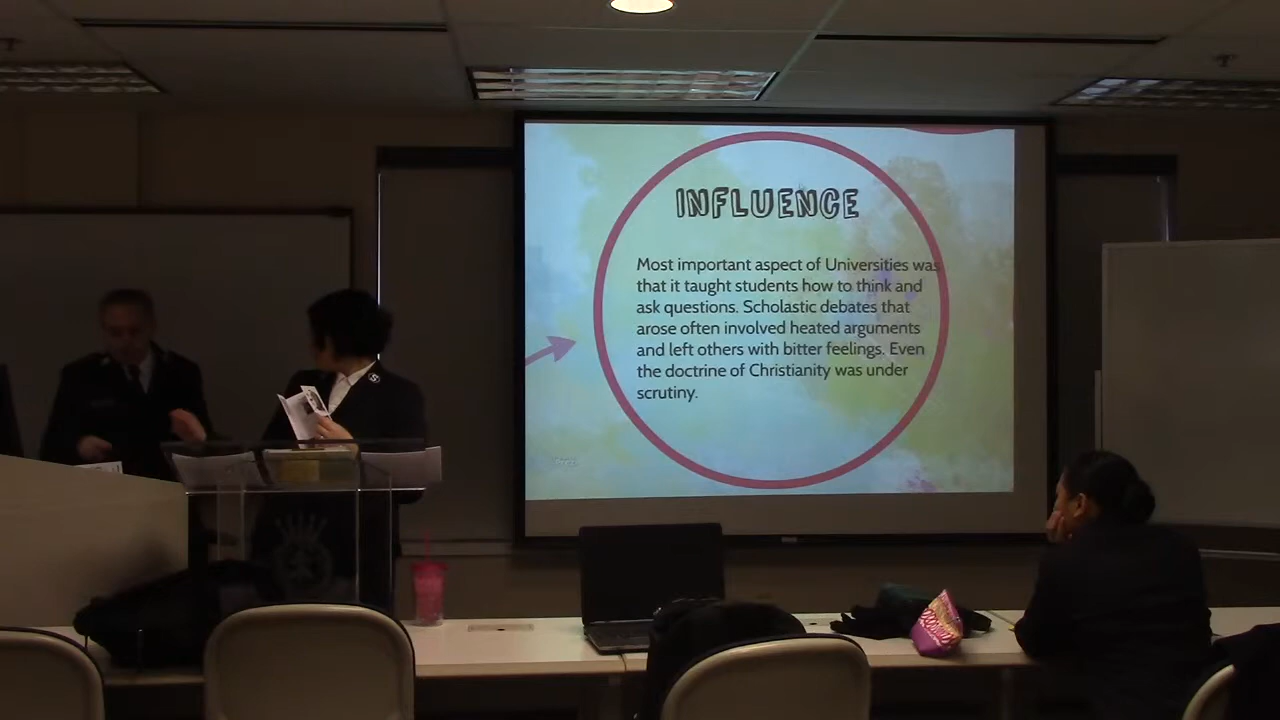 INFLUENCE
Most important aspect of Universities was
that it taught students how to think and
ask questions. Scholastic debates that
arose often involved heated arguments
and left others with bitter feelings. Even
the doctrine of Christianity was under
scrutiny.